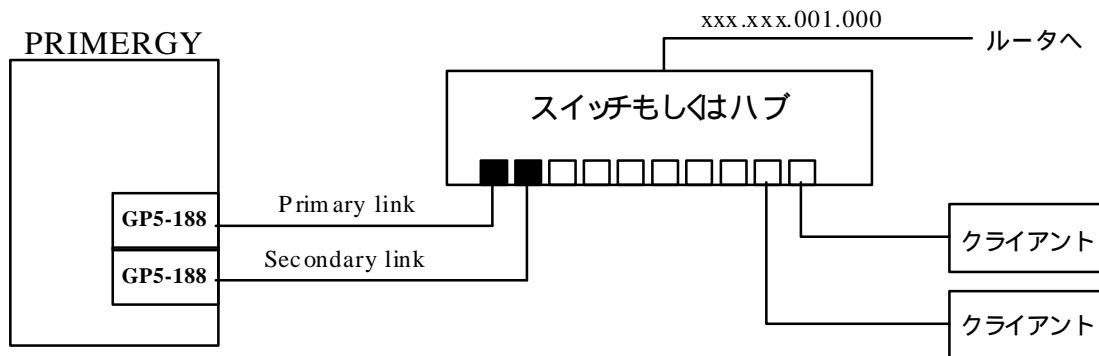 xxx.xxx.001.000
PRIMERGY
ルータへ
スイッチもしくはハブ
GP5-188
Primary link
GP5-188
Secondary link
クライアント
クライアント